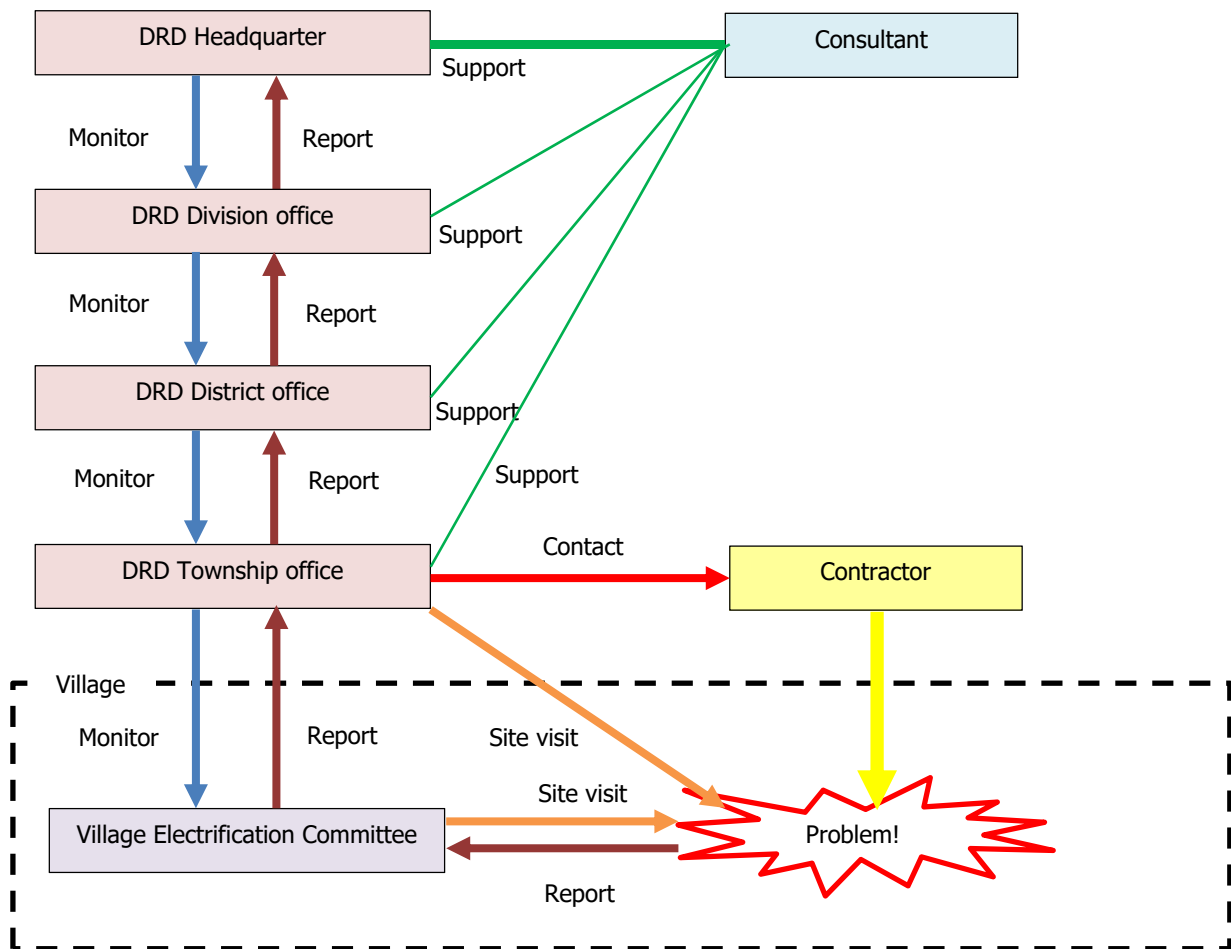 DRD Headquarter
Consultant
Support
Monitor
Report
DRD Division office
Support
Monitor
Report
DRD District office
Support
Monitor
Report
Support
Contact
DRD Township office
Contractor
Village
Monitor
Report
Site visit
Site visit
Village Electrification Committee
Problem!
Report